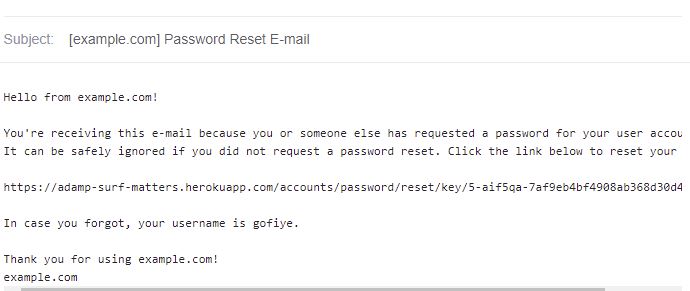 Subject: [example.com] Password Reset E-mail
Hello from example.com!
You're receiving this e-mail because you or someone else has requested a password for your user
It can be safely ignored if you did not request a password reset. Click the link below to reset your
https://adamp-surf-matters.herokuapp.com/accounts/password/reset/key/5-aif5qa-7af9eb4bf4908ab368d30d4
In case you forgot, your username is gofiye.
Thank you for using example.com!
example.com